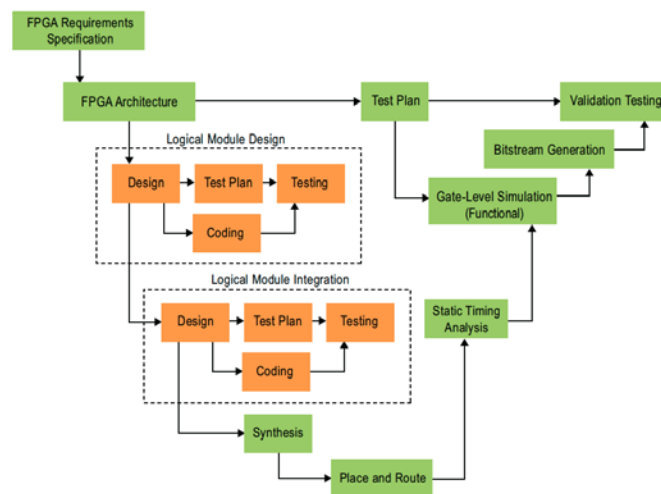 FPGA Requirements
Specification
FPGA Architecture
Test Plan
Validation Testing
Logical Module Design
Bitstream Generation
Design
Test Plan
Testing
Gate-Level Simulation
(Functional)
Coding
Logical Module Integration
Design
Test Plan
Testing
Static Timing
Analysis
Coding
Synthesis
Place and Route